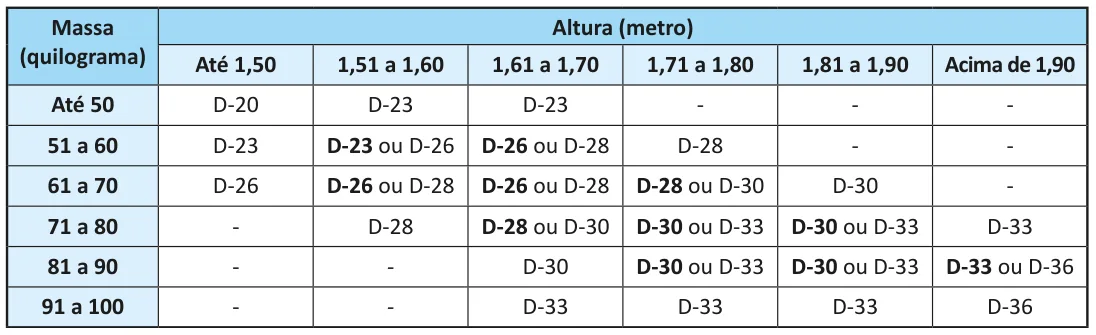 Massa (quilograma) Altura (metro)
Até 1,50 1,51 a 1,60 1,61 a 1,70 1,71 a 1,80 1,81 a 1,90 Acima de 1,90
Até 50 D-20 D-23 D-23 - - -
51 a 60 D-23 D-23 ou D-26 D-26 ou D-28 D-28 - -
61 a 70 D-26 D-26 ou D-28 D-26 ou D-28 D-28 ou D-30 D-30 -
71 a 80 - D-28 D-28 ou D-30 D-30 ou D-33 D-30 ou D-33 D-33
81 a 90 - - D-30 D-30 ou D-33 D-30 ou D-33 D-33 ou D-36
91 a 100 - - D-33 D-33 D-33 D-36